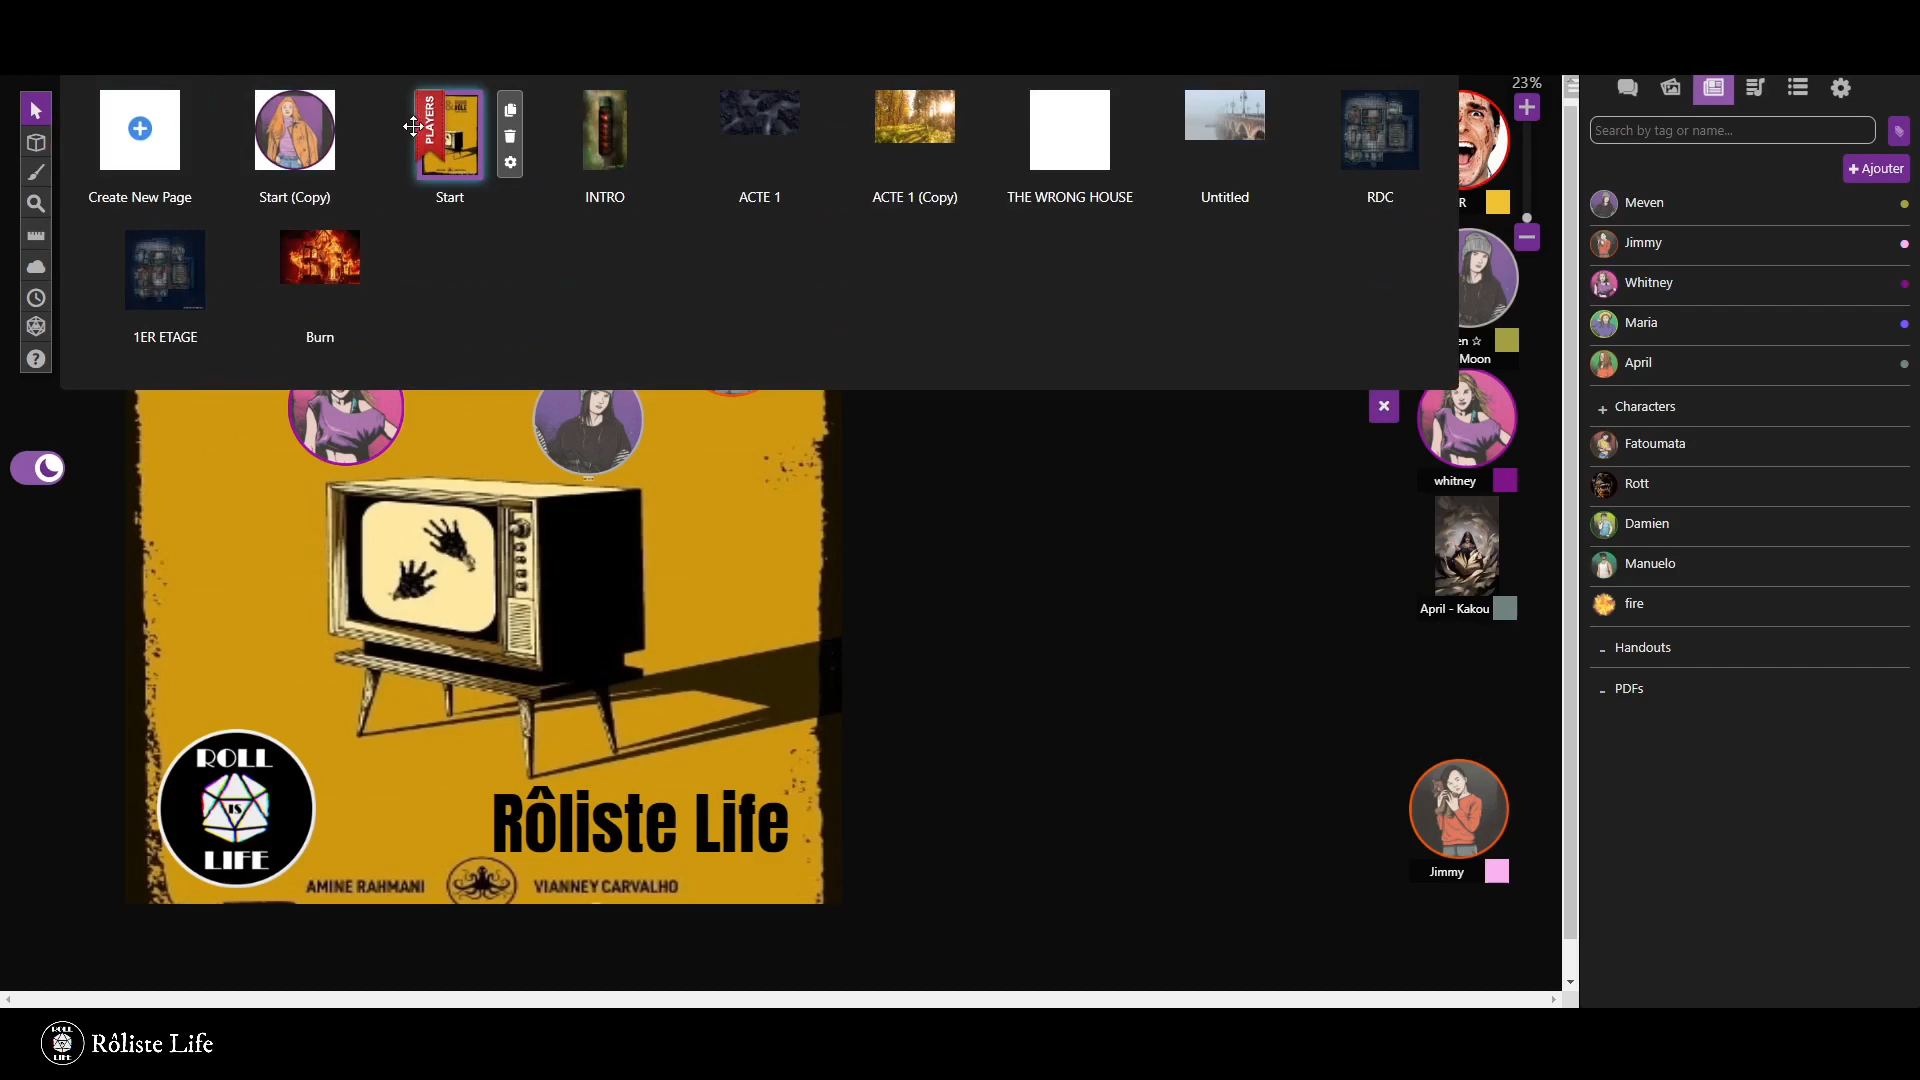 23%
Search by tag or name...
Ajouter
PLAYERS
Create New Page
Start (Copy)
Start
INTRO
ACTE 1
ACTE 1 (Copy)
THE WRONG HOUSE
Untitled
RDC
1ER ETAGE
Burn
R
en ☆
Moon
whitney
April - Kakou
Jimmy
Meven
Jimmy
Whitney
Maria
April
Characters
Fatoumata
Rott
Damien
Manuelo
fire
Handouts
PDFs
ROLL
IS
LIFE
Rôliste Life
AMINE RAHMANI
VIANNEY CARVALHO
Rôliste Life